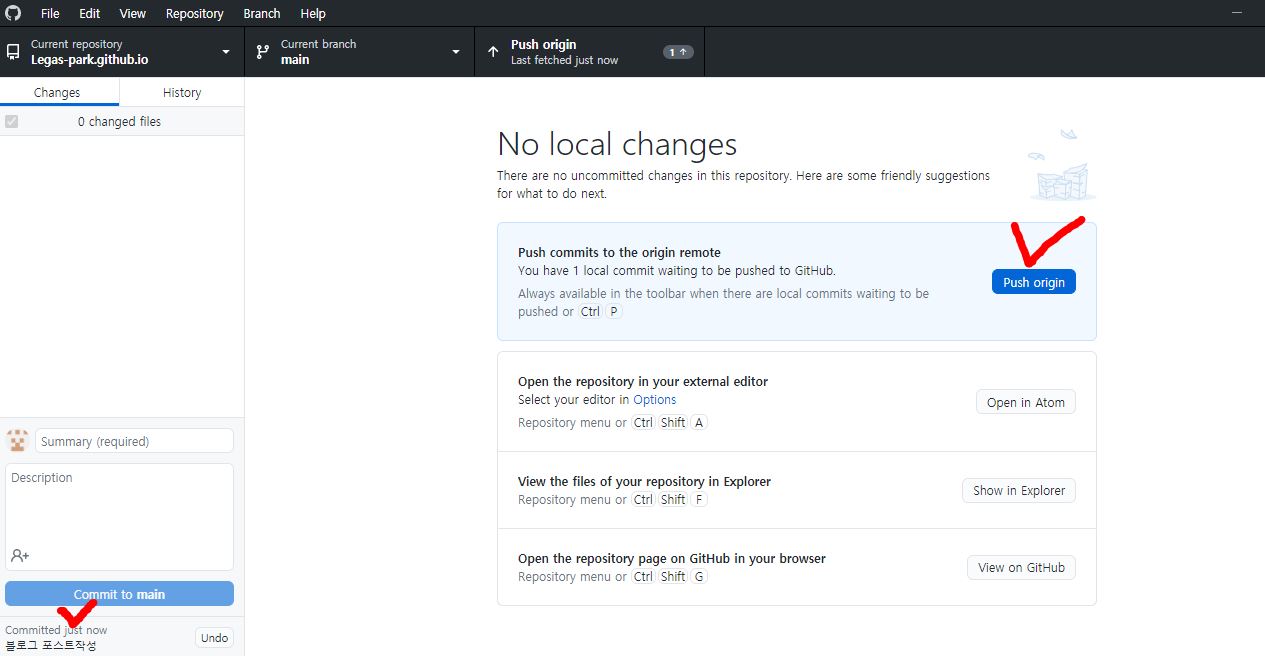 File Edit View Repository Branch Help
Current repository
Legas-park.github.io
Current branch
main
Push origin
Last fetched just now
1
Changes History
0 changed files
No local changes
There are no uncommitted changes in this repository. Here are some friendly suggestions
for what to do next.
Push commits to the origin remote
You have 1 local commit waiting to be pushed to GitHub.
Always available in the toolbar when there are local commits waiting to be
pushed or Ctrl P
Push origin
Open the repository in your external editor
Select your editor in Options
Repository menu or Ctrl Shift A
Open in Atom
View the files of your repository in Explorer
Repository menu or Ctrl Shift F
Show in Explorer
Open the repository page on GitHub in your browser
Repository menu or Ctrl Shift G
View on GitHub
Summary (required)
Description
Commit to main
Committed just now
블로그 포스트작성
Undo